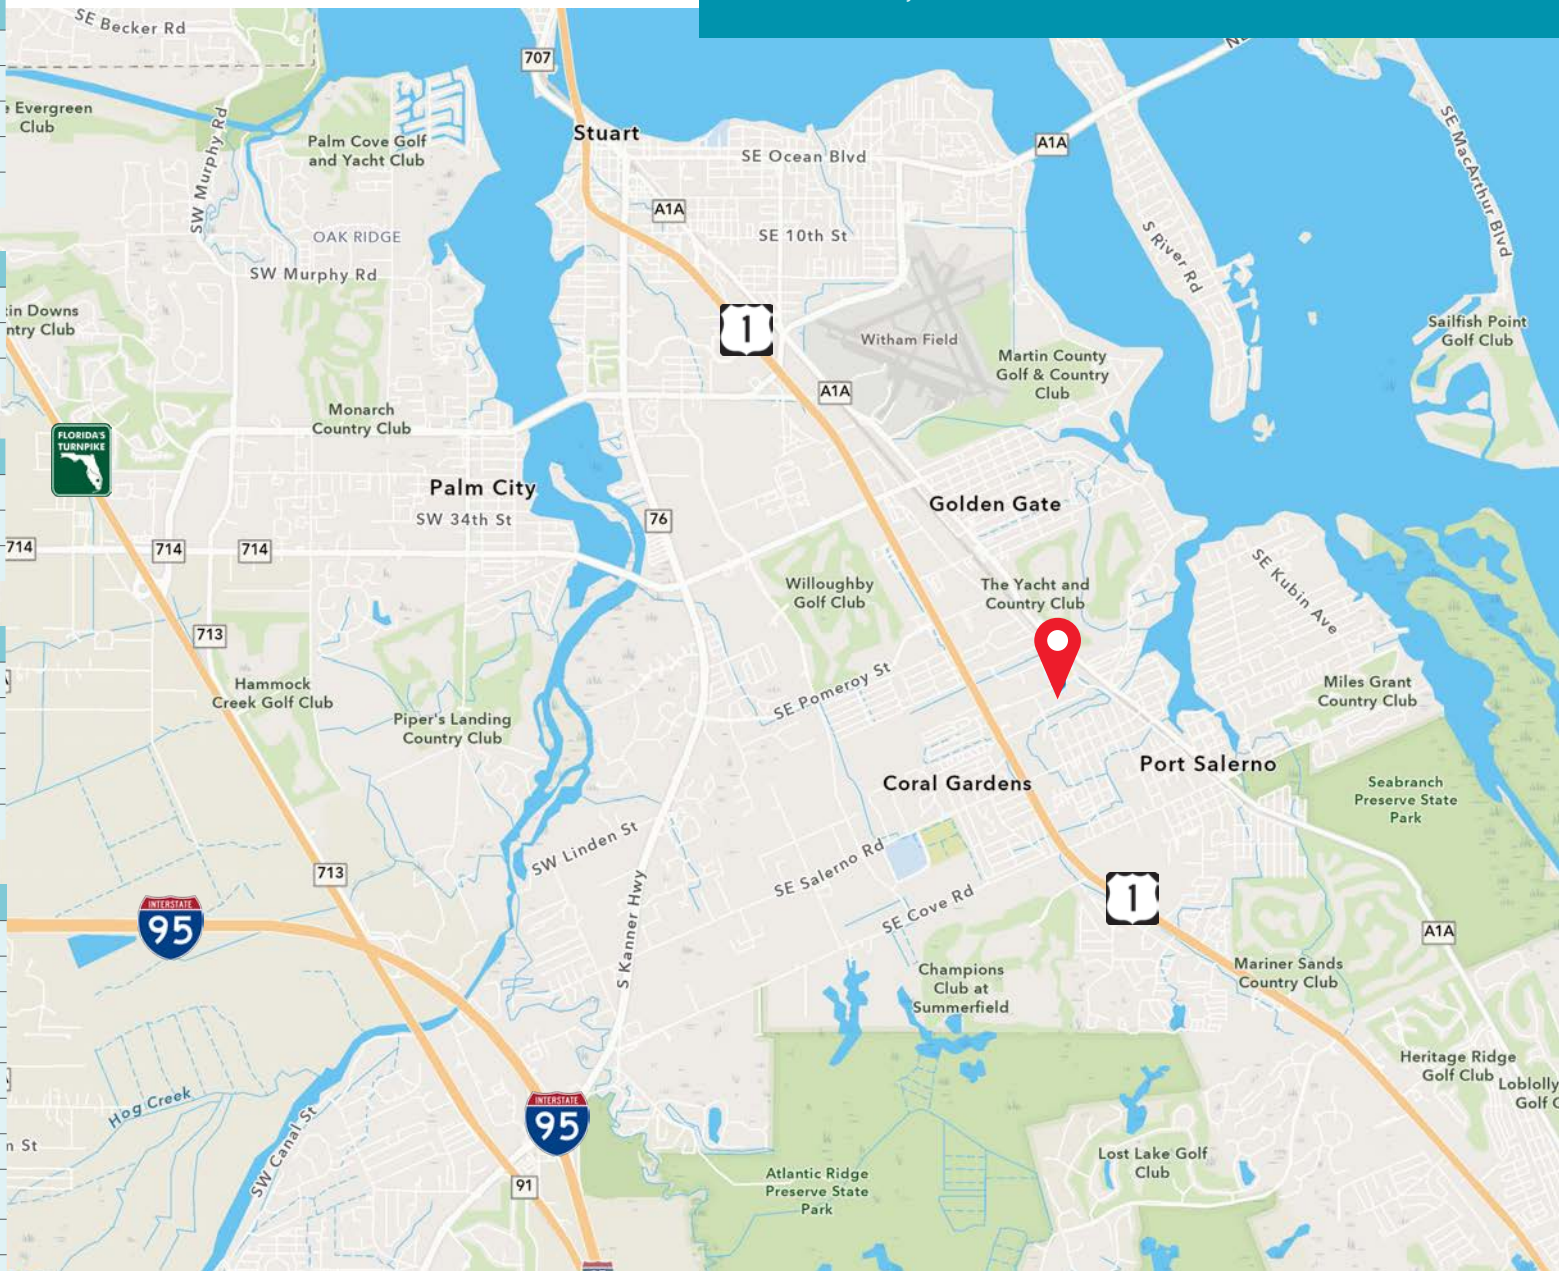 SE Becker Rd
707
Evergreen
Club
SW Murphy Rd
Palm Cove Golf
and Yacht Club
Stuart
SE Ocean Blvd
A1A
SE MacArthur Blvd
A1A
OAK RIDGE
SE 10th St
S River Rd
SW Murphy Rd
ntry Club
1
Witham Field
Sailfish Point
Golf Club
Martin County
Golf & Country
Club
A1A
Monarch
Country Club
FLORIDA'S
TURNPIKE
Palm City
SW 34th St
76
Golden Gate
714
714
714
SE Kubin Ave
Willoughby
Golf Club
The Yacht and
Country Club
713
Hammock
Creek Golf Club
Piper's Landing
Country Club
SE Pomeroy St
Miles Grant
Country Club
Port Salerno
Coral Gardens
Seabranch
Preserve State
Park
SW Linden St
SE Salerno Rd
713
1
INTERSTATE
95
S Kanner Hwy
SE Cove Rd
A1A
Champions
Club at
Summerfield
Mariner Sands
Country Club
Heritage Ridge
Golf Club
Loblolly
Golf
Hog Creek
INTERSTATE
95
St
SW Canal St
Lost Lake Golf
Club
91
Atlantic Ridge
Preserve State
Park